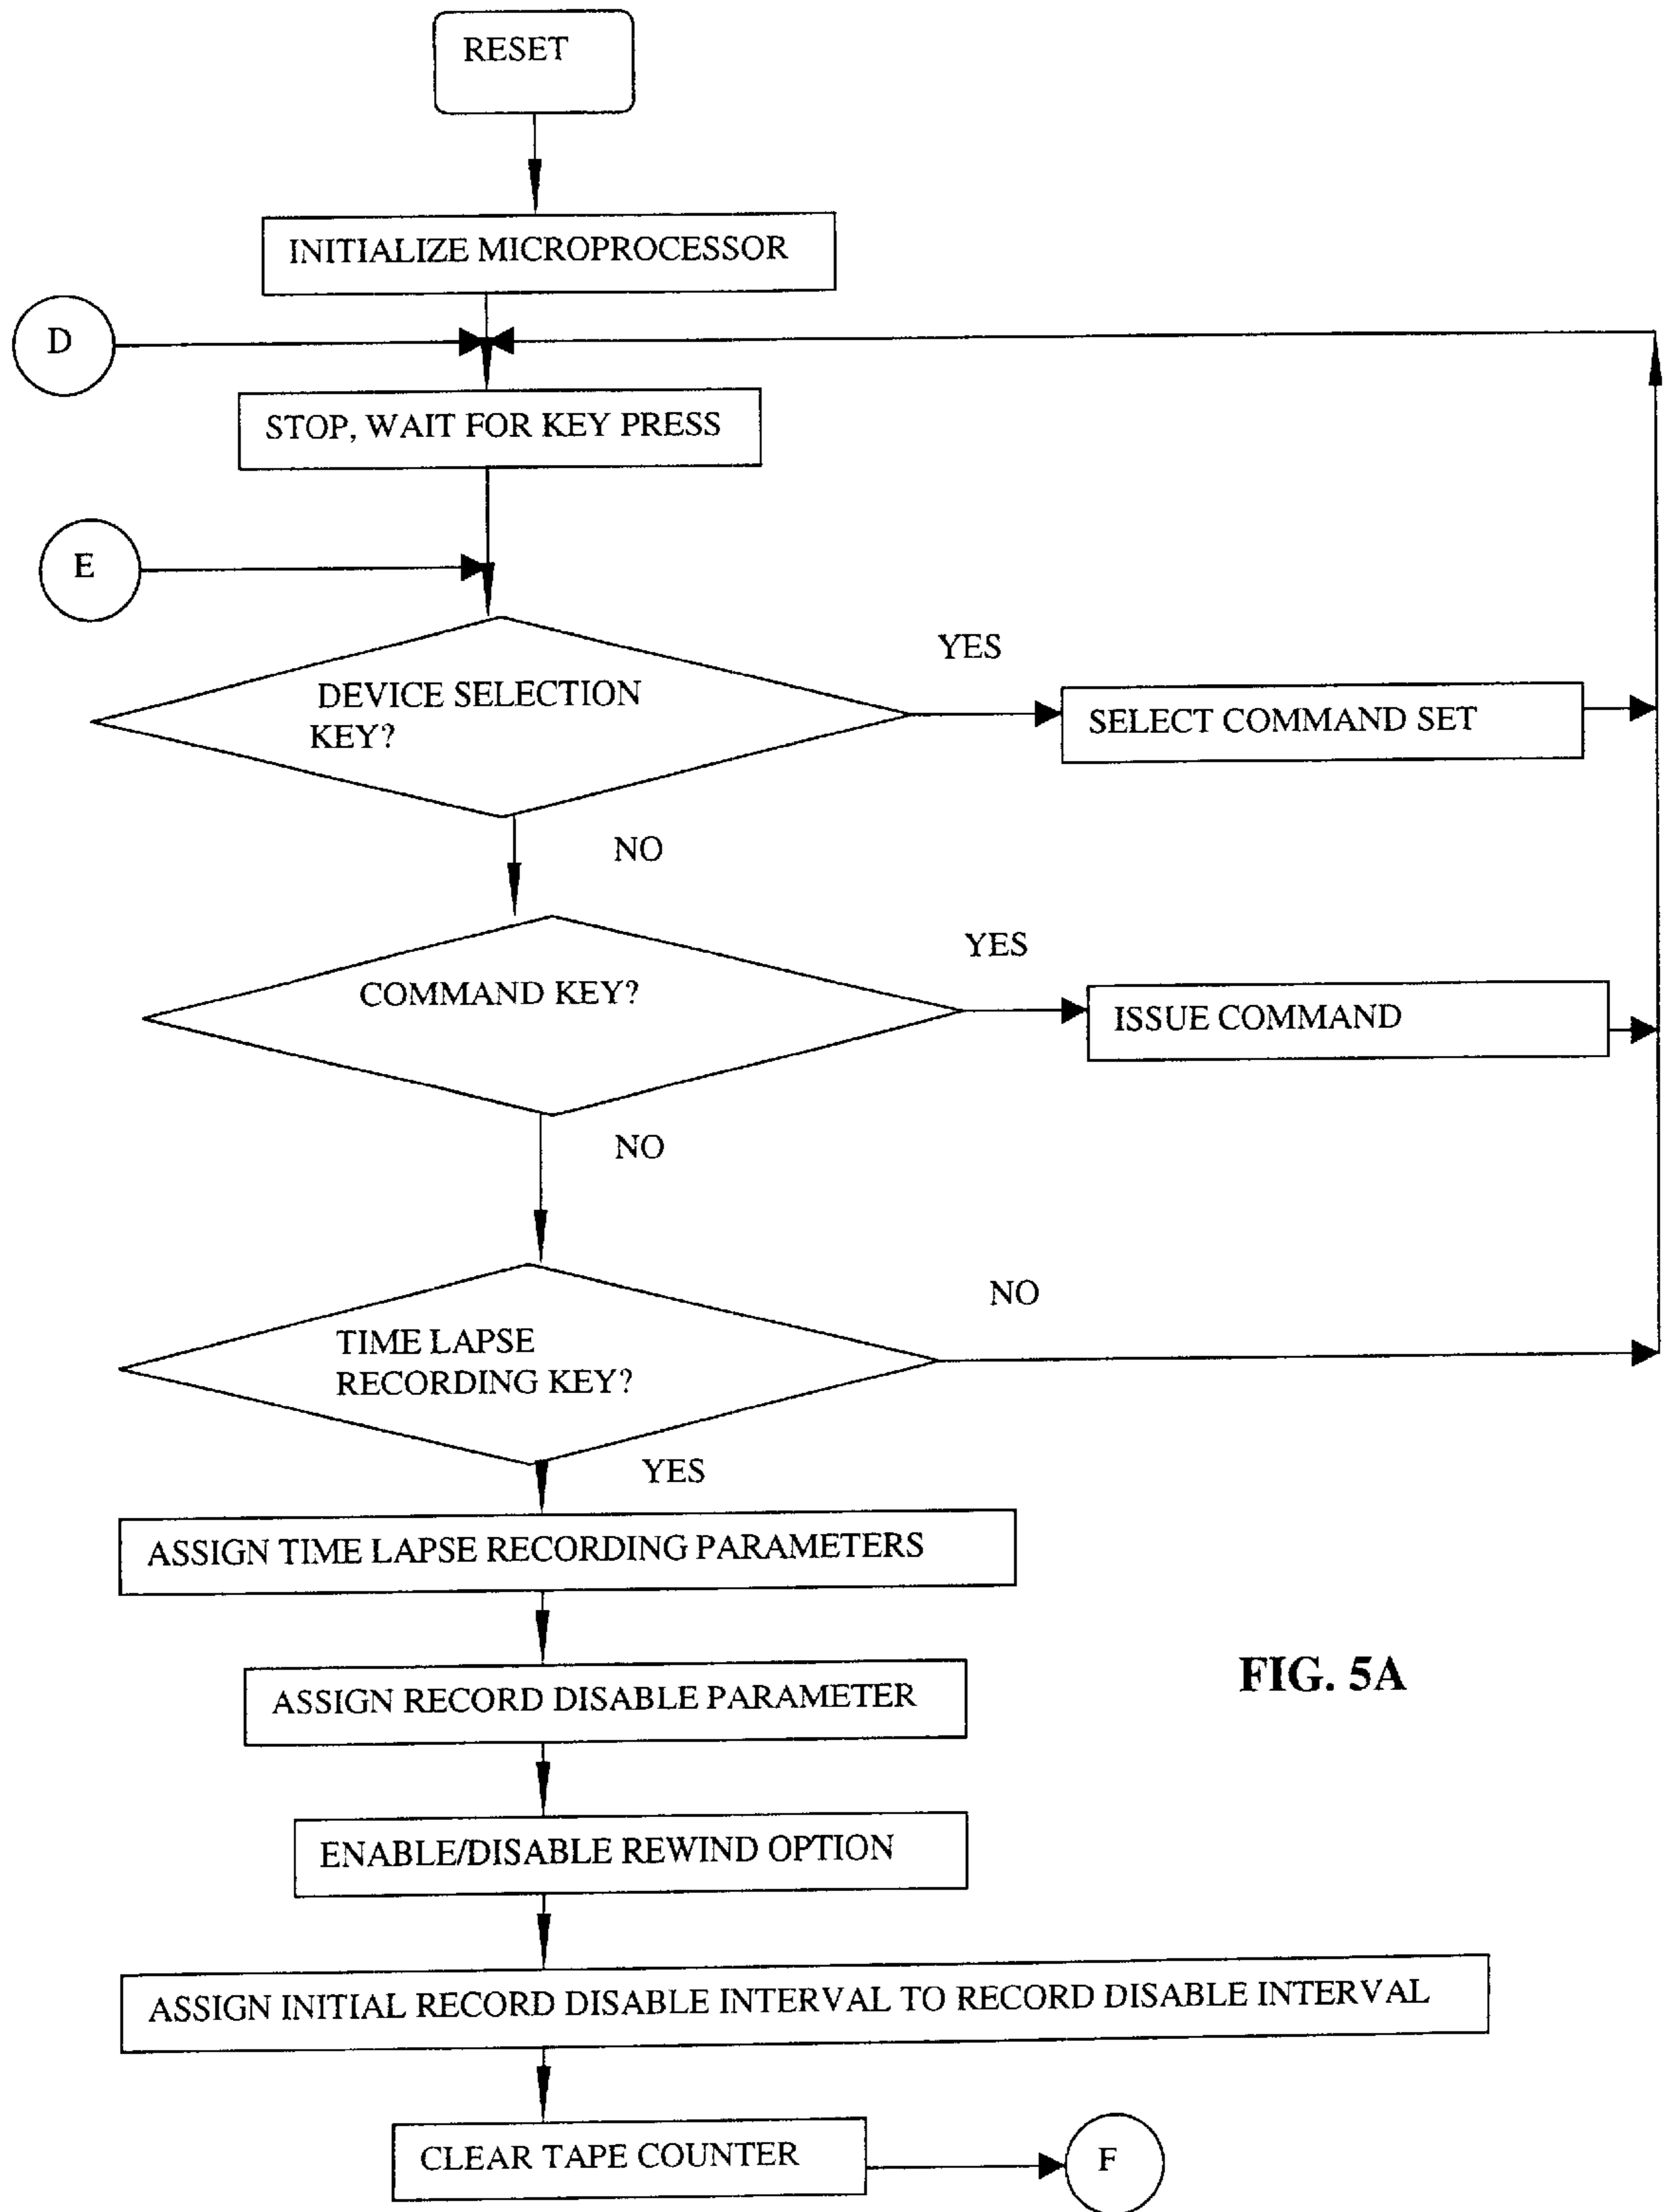 RESET
INITIALIZE MICROPROCESSOR
D
STOP, WAIT FOR KEY PRESS
E
DEVICE SELECTION
KEY?
YES
SELECT COMMAND SET
NO
COMMAND KEY?
YES
ISSUE COMMAND
NO
TIME LAPSE
RECORDING KEY?
NO
YES
ASSIGN TIME LAPSE RECORDING PARAMETERS
ASSIGN RECORD DISABLE PARAMETER
FIG. 5A
ENABLE/DISABLE REWIND OPTION
ASSIGN INITIAL RECORD DISABLE INTERVAL TO RECORD DISABLE INTERVAL
CLEAR TAPE COUNTER
F